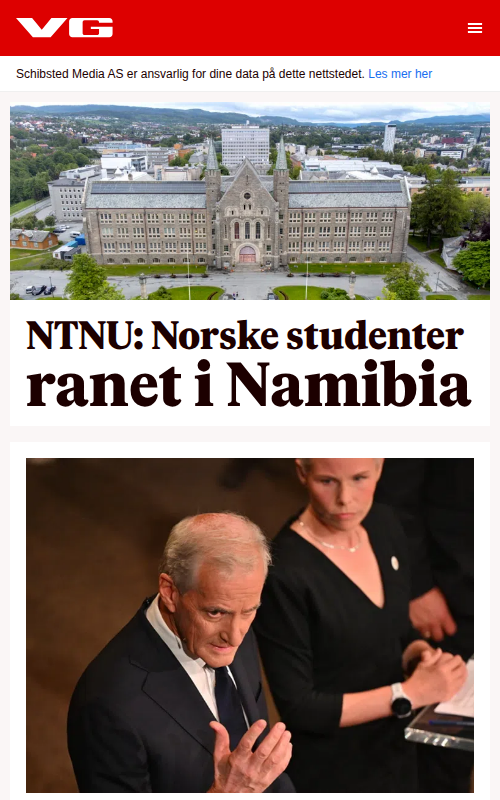 VG
Schibsted Media AS er ansvarlig for dine data på dette nettstedet. Les mer her
NTNU: Norske studenter
ranet i Namibia